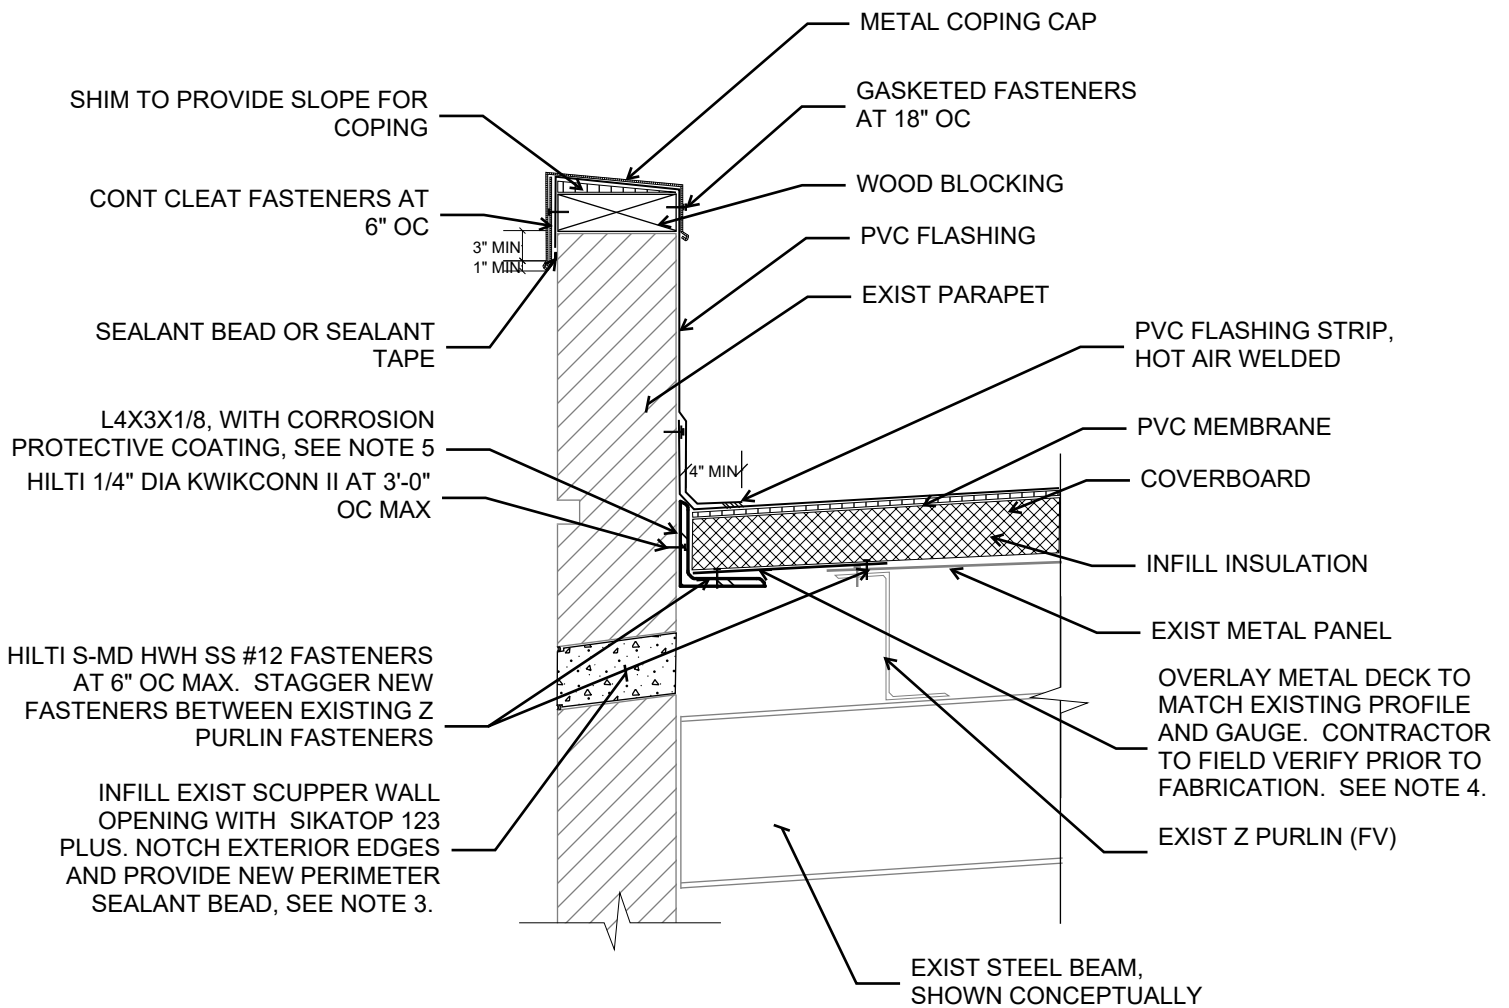 METAL COPING CAP
SHIM TO PROVIDE SLOPE FOR
COPING
GASKETED FASTENERS
AT 18" OC
CONT CLEAT FASTENERS AT
6" OC
WOOD BLOCKING
3" MIN
1" MIN
PVC FLASHING
EXIST PARAPET
SEALANT BEAD OR SEALANT
TAPE
PVC FLASHING STRIP,
HOT AIR WELDED
L4X3X1/8, WITH CORROSION
PROTECTIVE COATING, SEE NOTE 5
PVC MEMBRANE
4" MIN
HILTI 1/4" DIA KWIKCONN II AT 3'-0"
OC MAX
COVERBOARD
INFILL INSULATION
EXIST METAL PANEL
HILTI S-MD HWH SS #12 FASTENERS
AT 6" OC MAX.  STAGGER NEW
FASTENERS BETWEEN EXISTING Z
PURLIN FASTENERS
OVERLAY METAL DECK TO
MATCH EXISTING PROFILE
AND GAUGE.  CONTRACTOR
TO FIELD VERIFY PRIOR TO
FABRICATION.  SEE NOTE 4.
INFILL EXIST SCUPPER WALL
OPENING WITH  SIKATOP 123
PLUS. NOTCH EXTERIOR EDGES
AND PROVIDE NEW PERIMETER
SEALANT BEAD, SEE NOTE 3.
EXIST Z PURLIN (FV)
EXIST STEEL BEAM,
SHOWN CONCEPTUALLY